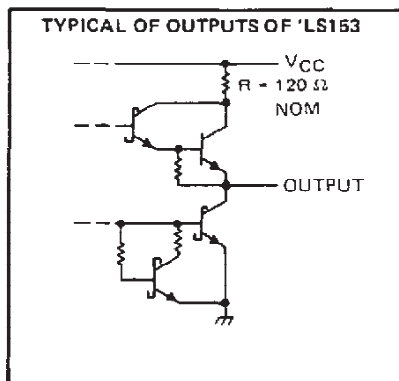 TYPICAL OF OUTPUTS OF 'LS153
VCC
R = 120 Ω
NOM
OUTPUT